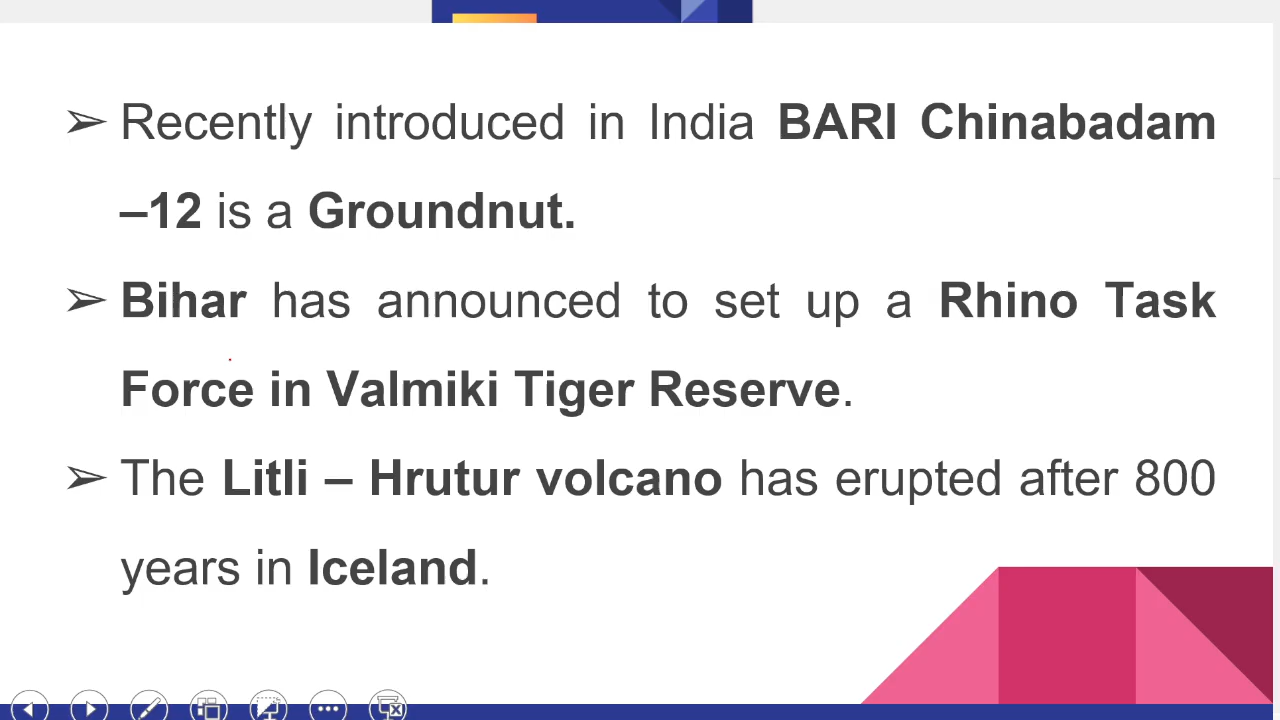 ➢ Recently introduced in India BARI Chinabadam
–12 is a Groundnut.
➢ Bihar has announced to set up a Rhino Task
Force in Valmiki Tiger Reserve.
➢ The Litli – Hrutur volcano has erupted after 800
years in Iceland.